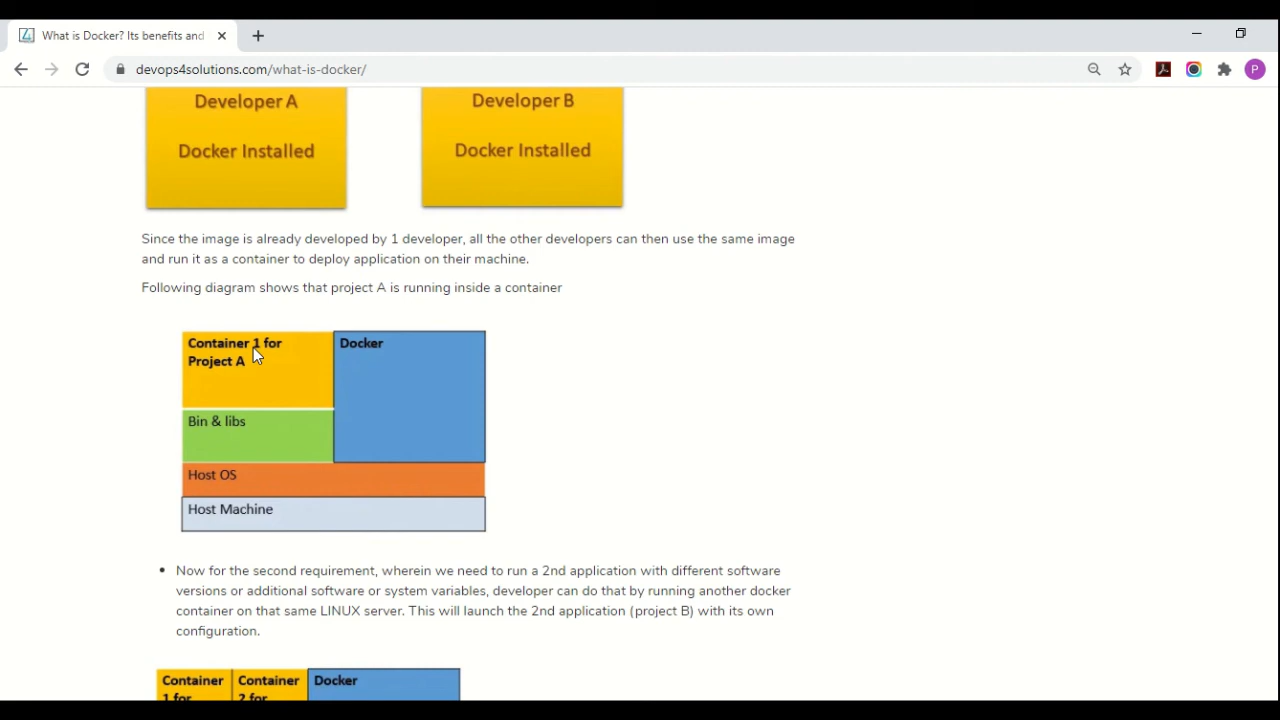 What is Docker? Its benefits and
devops4solutions.com/what-is-docker/
P
Developer A
Developer B
Docker Installed
Docker Installed
Since the image is already developed by 1 developer, all the other developers can then use the same image
and run it as a container to deploy application on their machine.
Following diagram shows that project A is running inside a container
Container 1 for
Project A
Docker
Bin & libs
Host OS
Host Machine
• Now for the second requirement, wherein we need to run a 2nd application with different software
versions or additional software or system variables, developer can do that by running another docker
container on that same LINUX server. This will launch the 2nd application (project B) with its own
configuration.
Container
1 for
Container
2 for
Docker